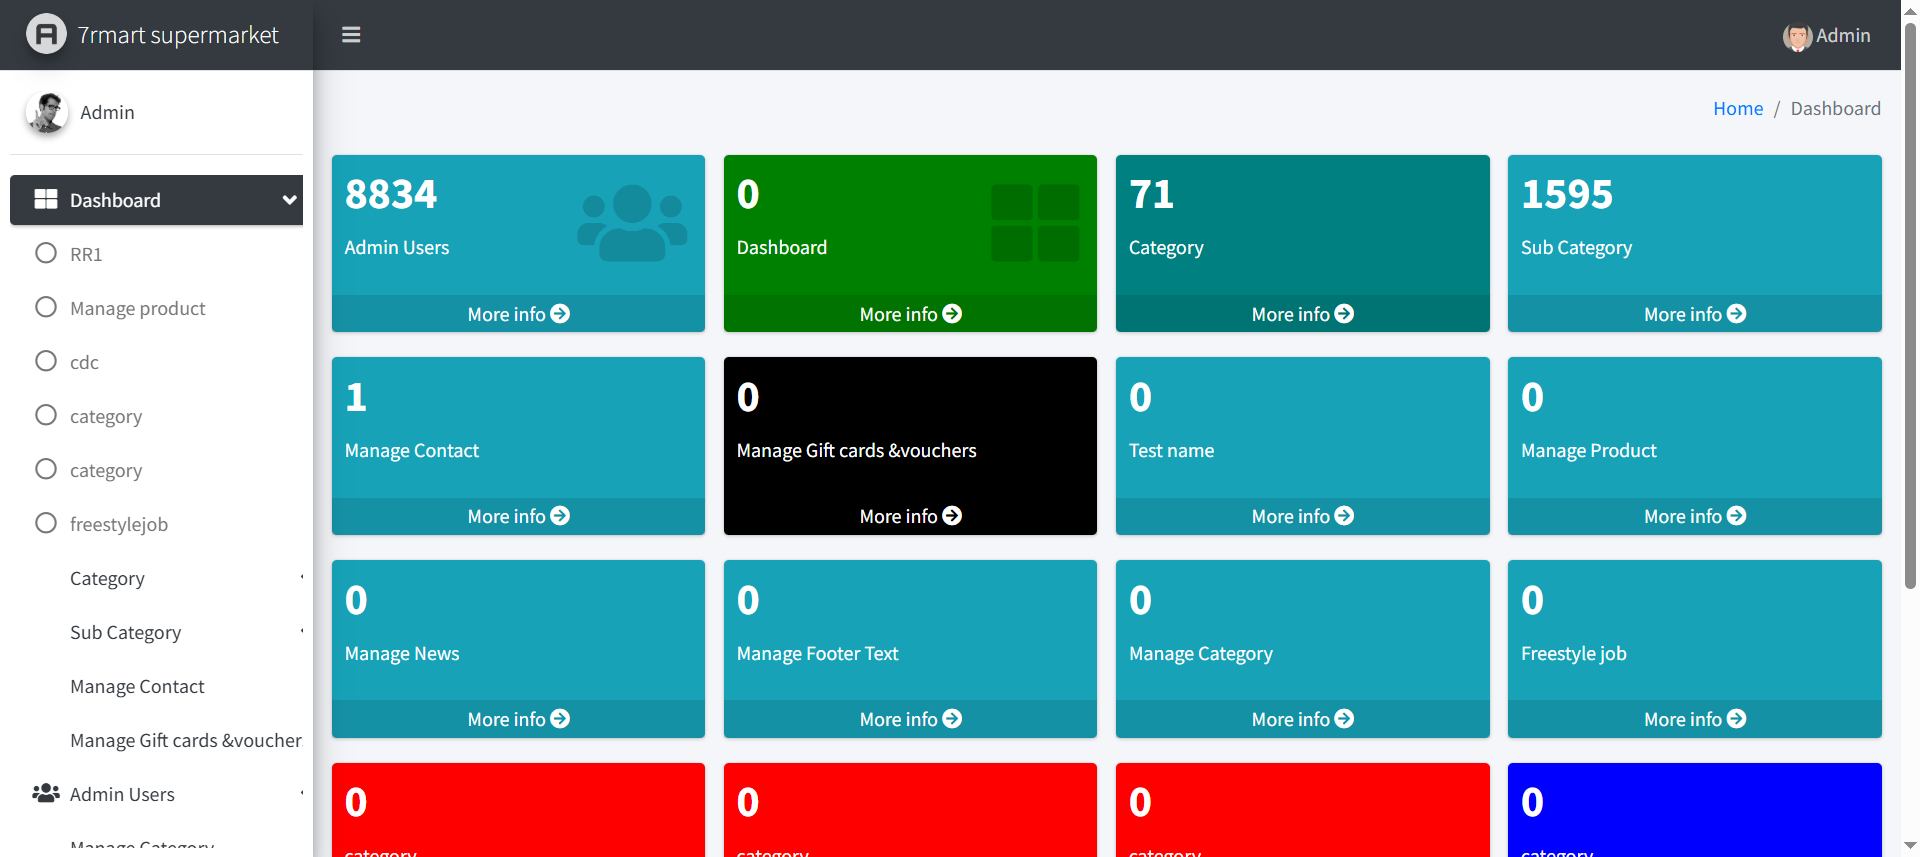 7rmart supermarket
Admin
Admin
Home / Dashboard
Dashboard
RR1
Manage product
cdc
category
category
freestylejob
Category
Sub Category
Manage Contact
Manage Gift cards &voucher
Admin Users
Manage Category
8834
Admin Users
More info
0
Dashboard
More info
71
Category
More info
1595
Sub Category
More info
1
Manage Contact
More info
0
Manage Gift cards &vouchers
More info
0
Test name
More info
0
Manage Product
More info
0
Manage News
More info
0
Manage Footer Text
More info
0
Manage Category
More info
0
Freestyle job
More info
0
category
0
category
0
category
0
category